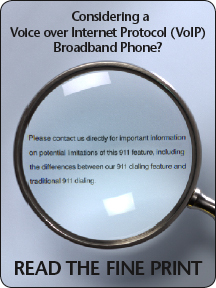 Considering a
Voice over Internet Protocol (VoIP)
Broadband Phone?
Please contact us directly for important information
on potential limitations of this 911 feature, including
the differences between our 911 dialing feature and
traditional 911 dialing.
READ THE FINE PRINT